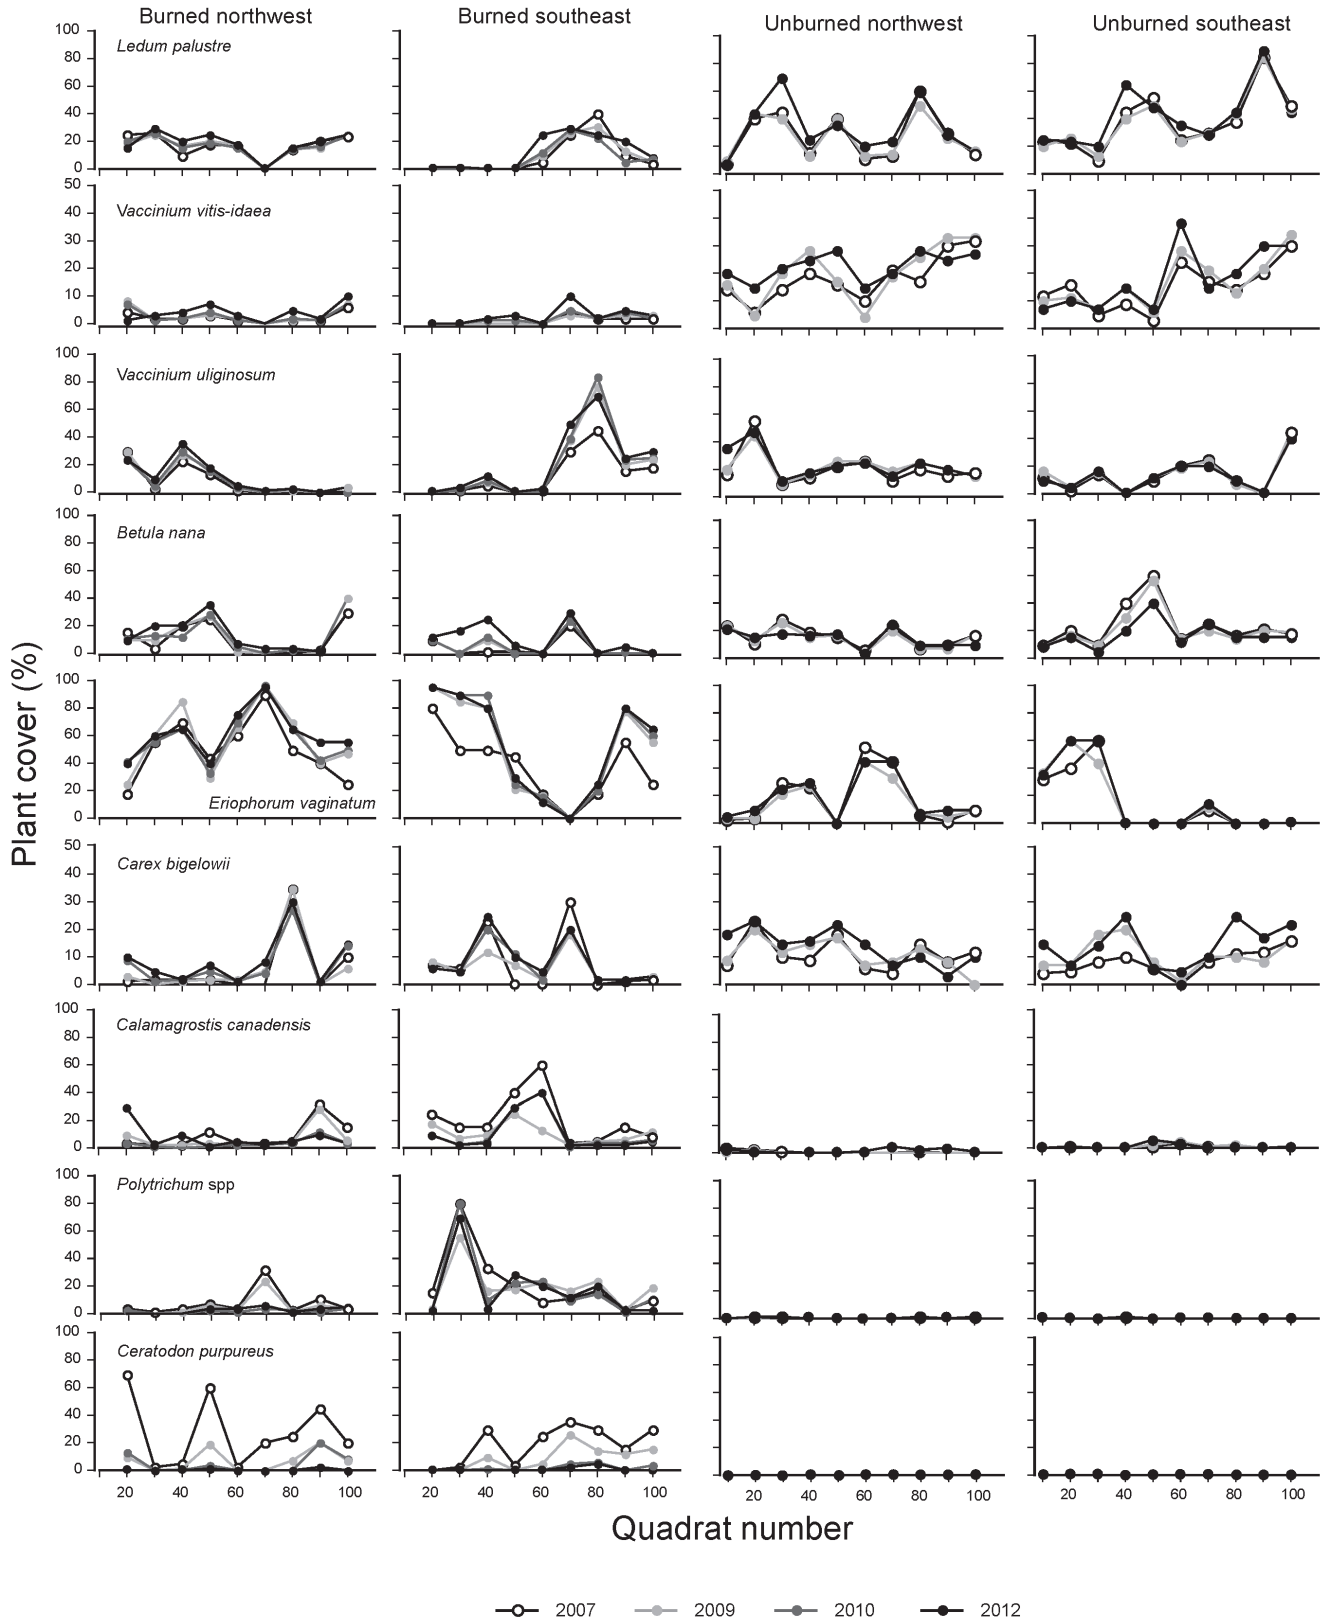 Burned northwest
Burned southeast
Unburned northwest
Unburned southeast
Plant cover (%)
100
80
60
40
20
0
Ledum palustre
50
40
30
20
10
0
Vaccinium vitis-idaea
100
80
60
40
20
0
Vaccinium uliginosum
100
80
60
40
20
0
Betula nana
100
80
60
40
20
0
Eriophorum vaginatum
50
40
30
20
10
0
Carex bigelowii
100
80
60
40
20
0
Calamagrostis canadensis
100
80
60
40
20
0
Polytrichum spp
100
80
60
40
20
0
Ceratodon purpureus
20 40 60 80 100
20 40 60 80 100
20 40 60 80 100
20 40 60 80 100
Quadrat number
2007 2009 2010 2012